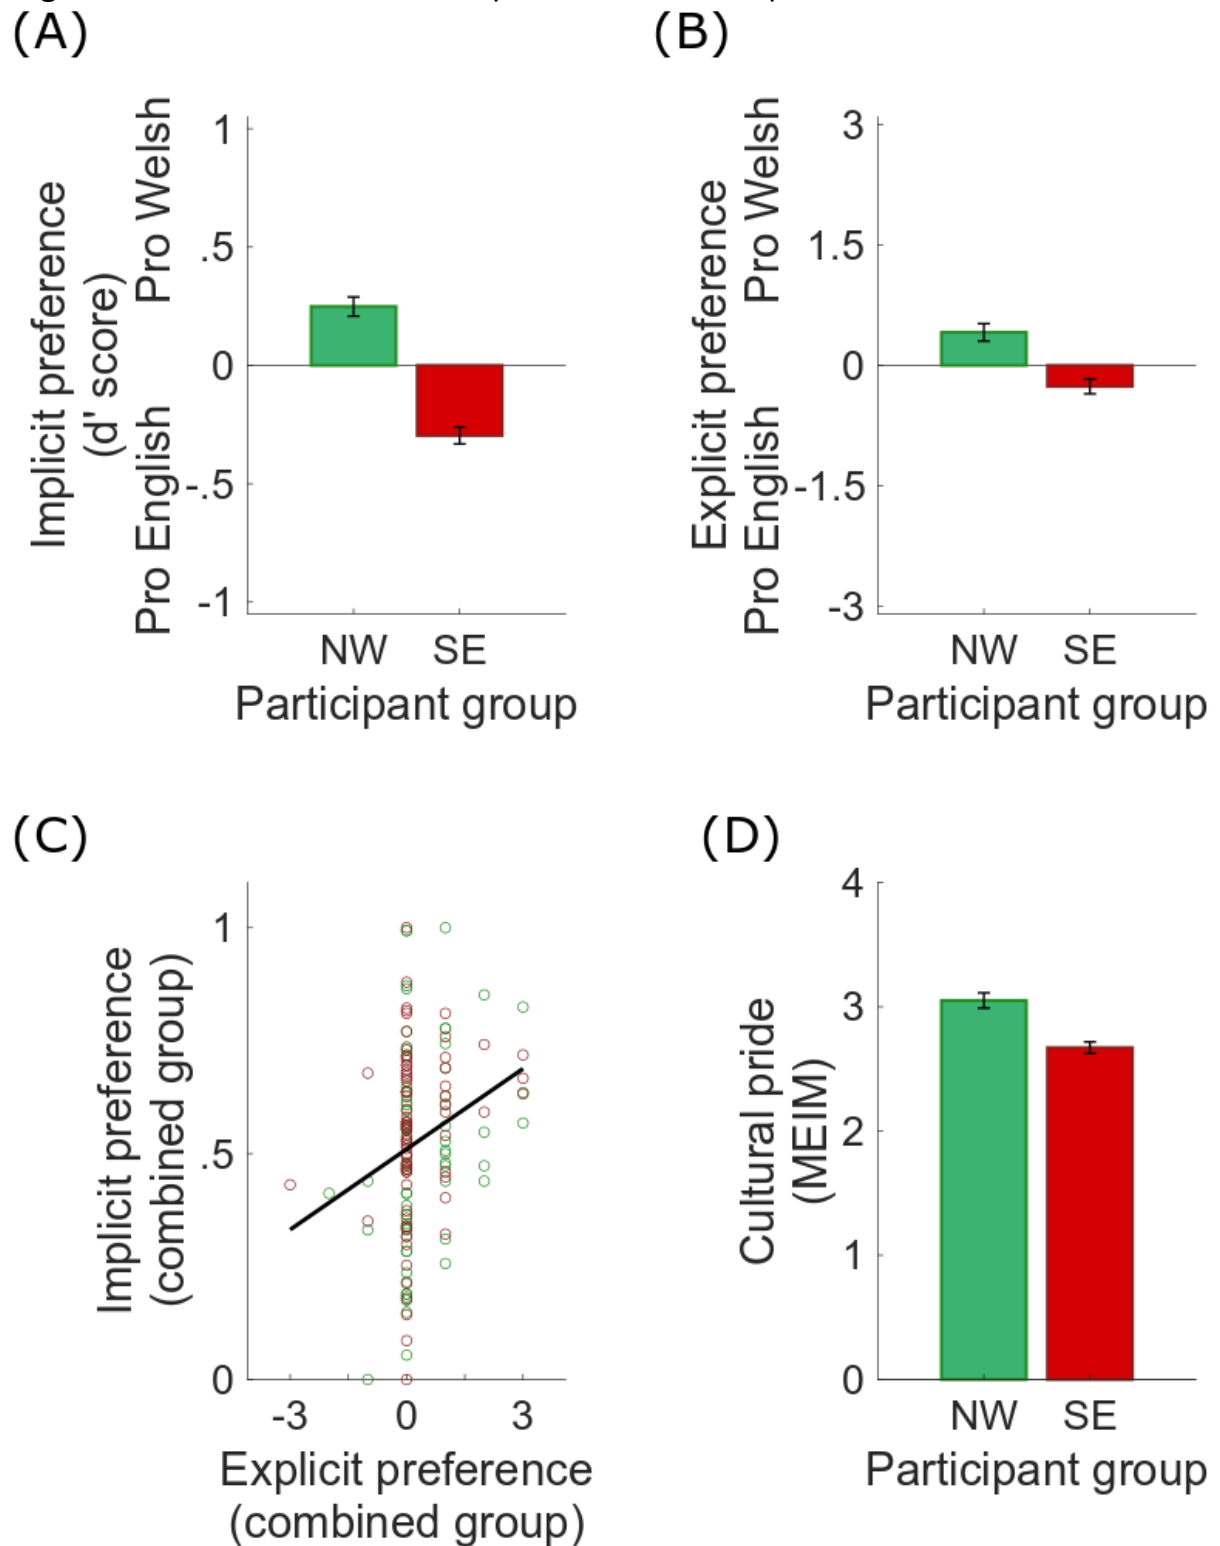 (A)
Implicit preference
(d' score)
Pro English
Pro Welsh
1
.5
0
-.5
-1
NW SE
Participant group
(B)
Explicit preference
Pro English
Pro Welsh
3
1.5
0
-1.5
-3
NW SE
Participant group
(C)
Implicit preference
(combined group)
1
.5
0
-3 0 3
Explicit preference
(combined group)
(D)
Cultural pride
(MEIM)
4
3
2
1
0
NW SE
Participant group